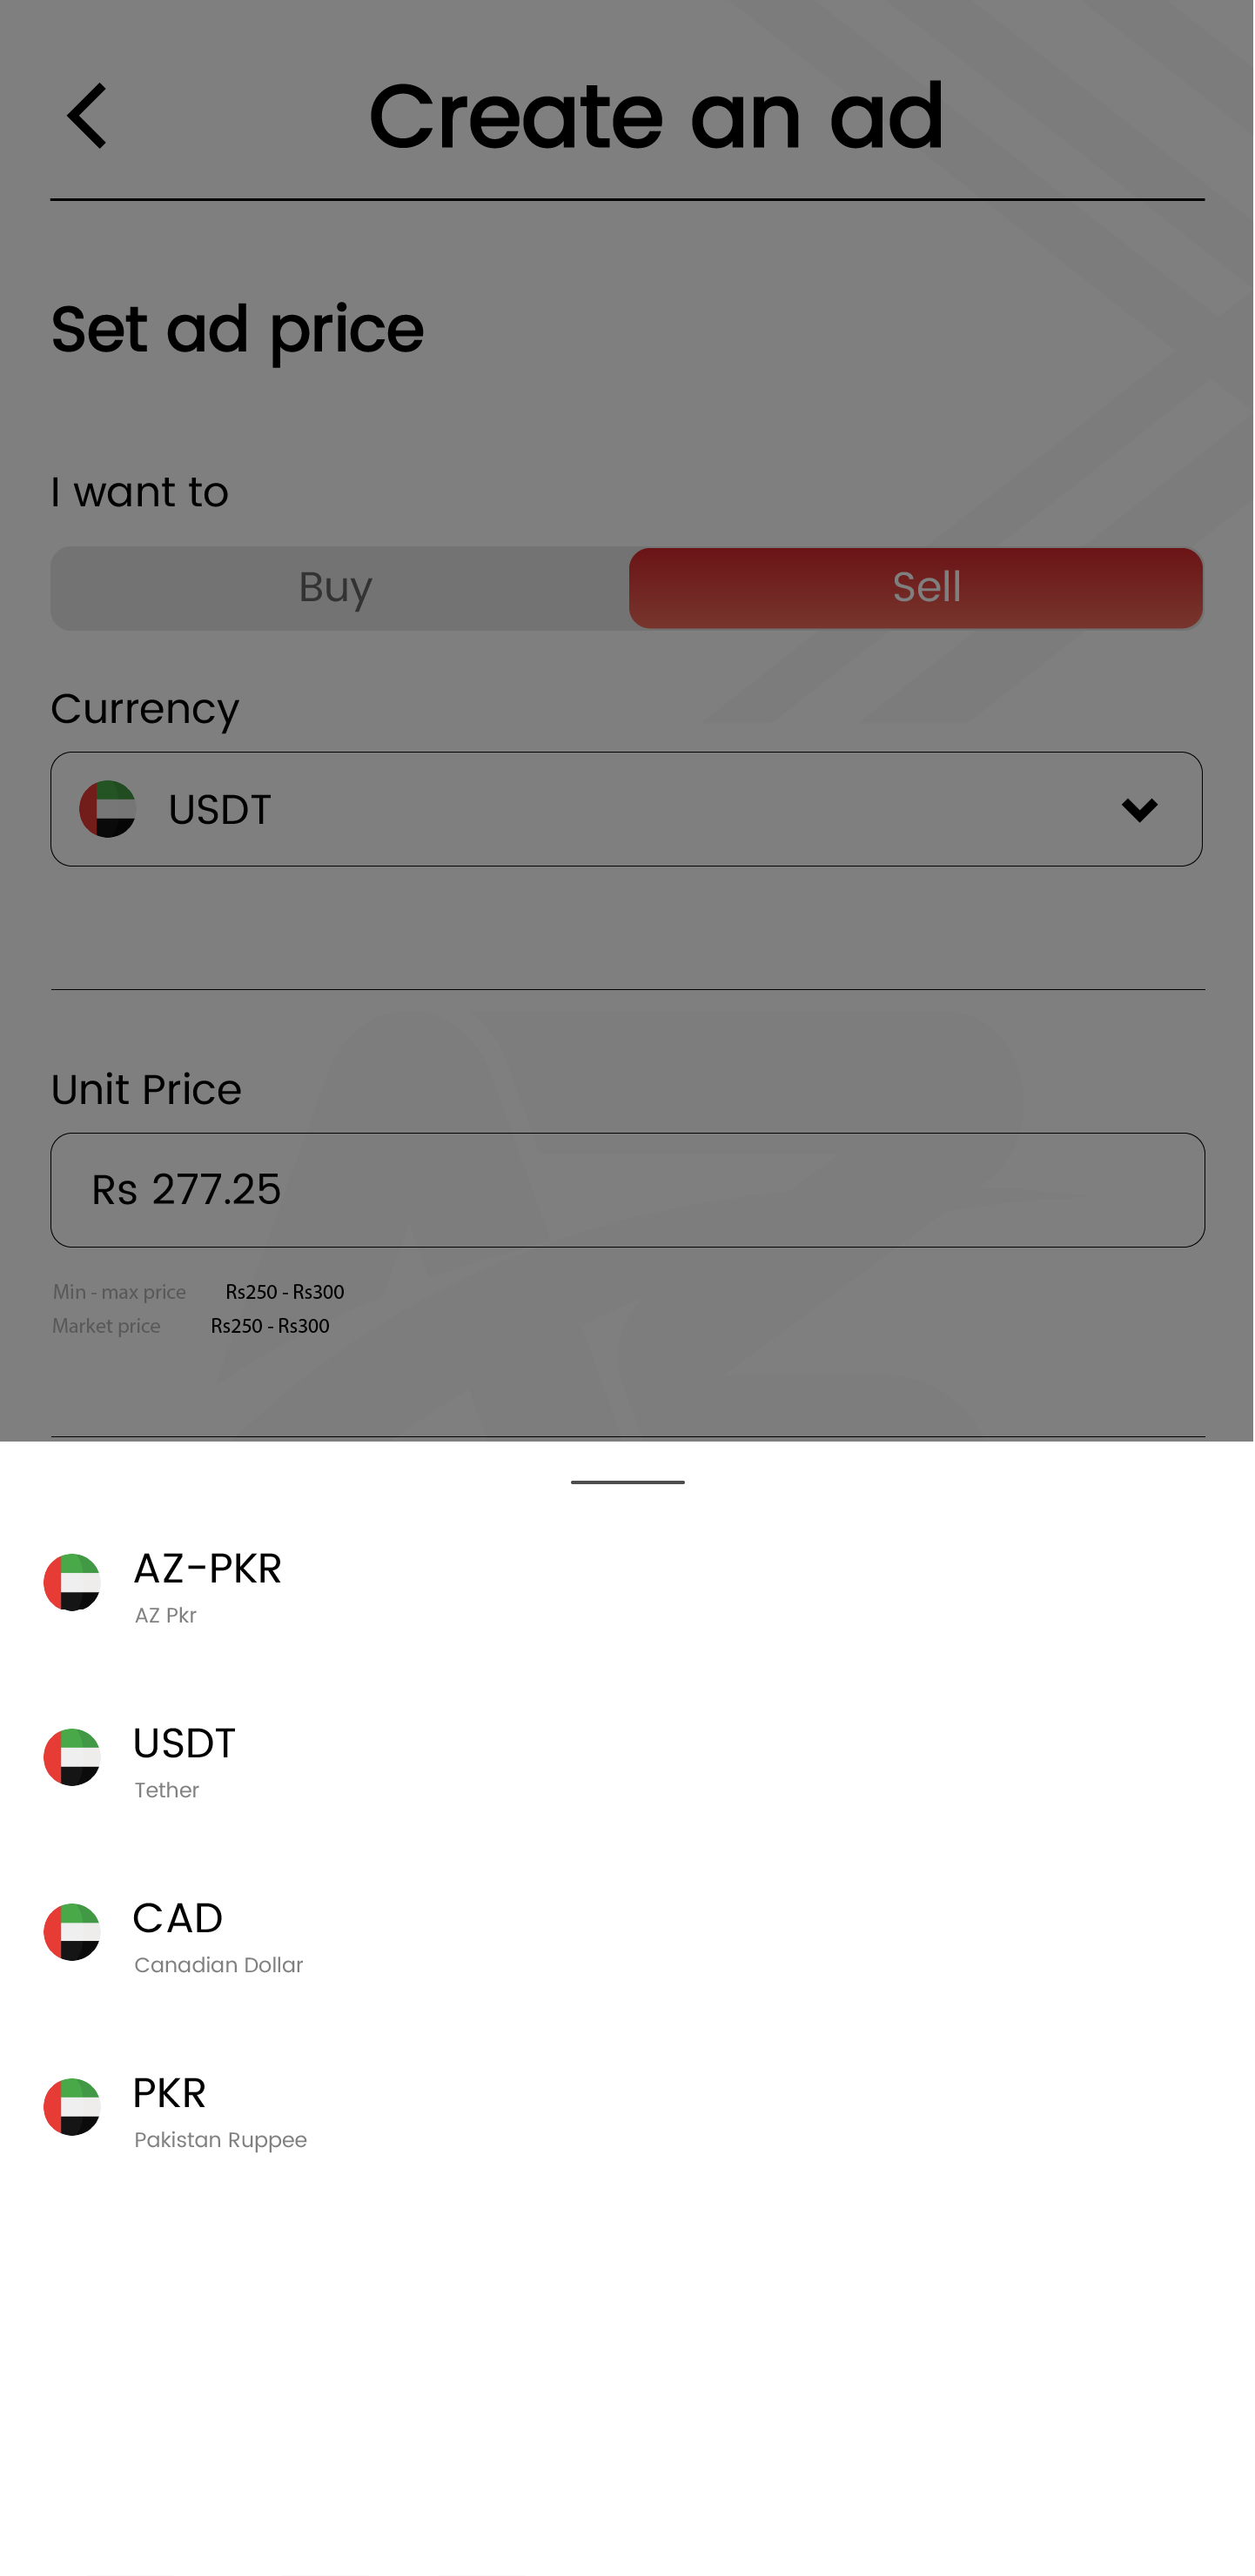 Create an ad
Set ad price
I want to
Buy Sell
Currency
USDT
Unit Price
Rs 277.25
Min - max price Rs250 - Rs300
Market price Rs250 - Rs300
AZ-PKR
AZ Pkr
USDT
Tether
CAD
Canadian Dollar
PKR
Pakistan Ruppee